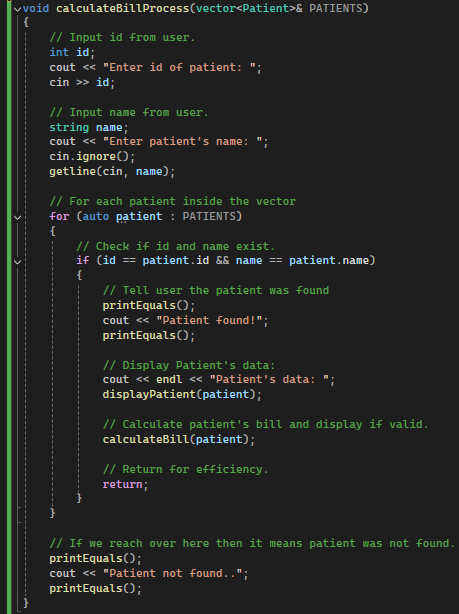 void calculateBillProcess(vector<Patient>& PATIENTS)
{
// Input id from user.
int id;
cout << "Enter id of patient: ";
cin >> id;
// Input name from user.
string name;
cout << "Enter patient's name: ";
cin.ignore();
getline(cin, name);
// For each patient inside the vector
for (auto patient : PATIENTS)
{
// Check if id and name exist.
if (id == patient.id && name == patient.name)
{
// Tell user the patient was found
printEquals();
cout << "Patient found!";
printEquals();
// Display Patient's data:
cout << endl << "Patient's data: ";
displayPatient(patient);
// Calculate patient's bill and display if valid.
calculateBill(patient);
// Return for efficiency.
return;
}
}
// If we reach over here then it means patient was not found.
printEquals();
cout << "Patient not found..";
printEquals();
}